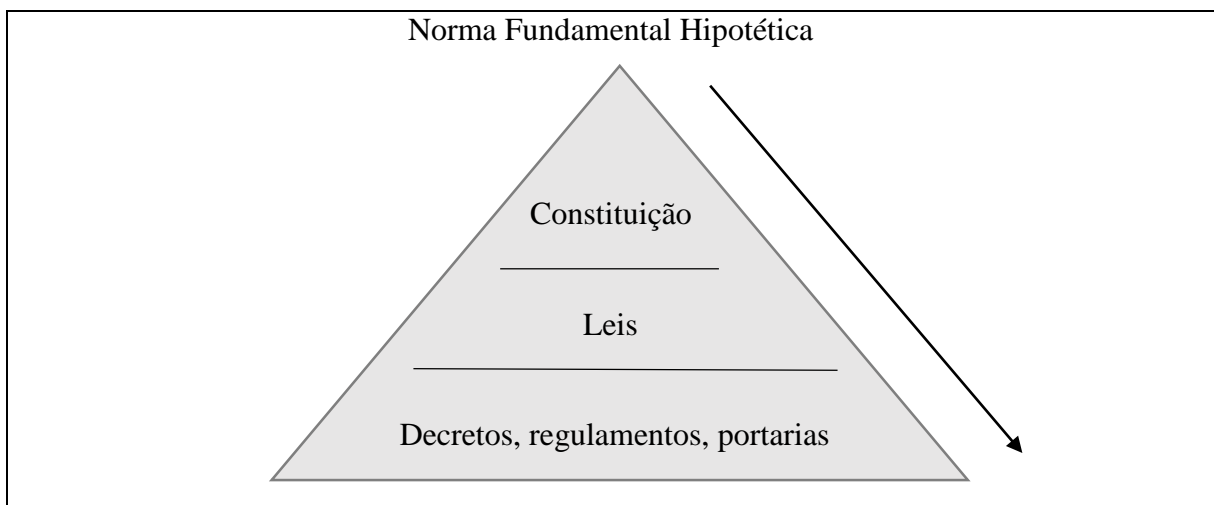 Norma Fundamental Hipotética
Constituição
Leis
Decretos, regulamentos, portarias